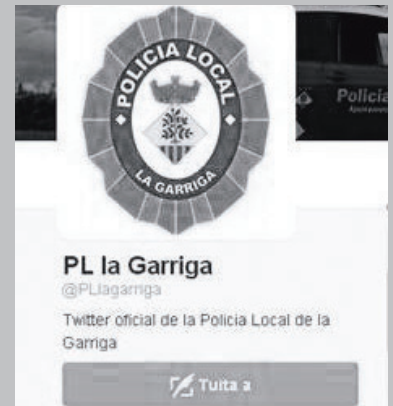 POLICIA LOCAL
LA GARRIGA
Policia
PL la Garriga
@PLlagarriga
Twitter oficial de la Policia Local de la
Garriga
Tuita a